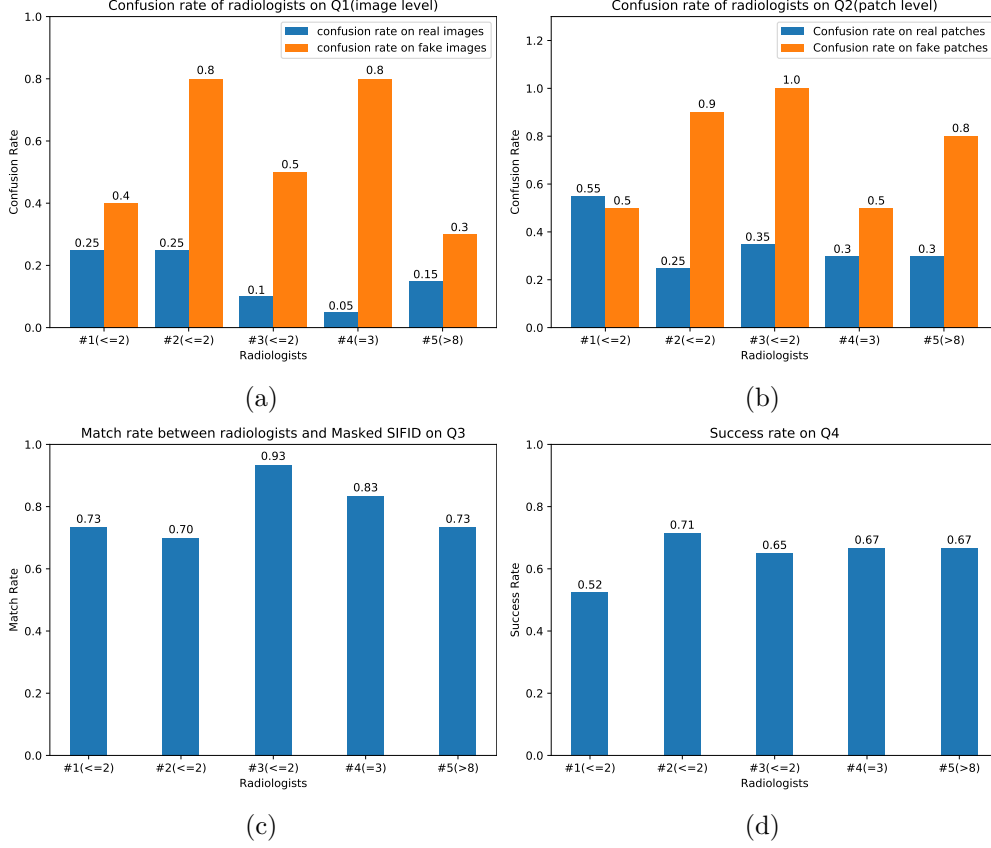 Confusion rate of radiologists on Q1(image level)
confusion rate on real images
confusion rate on fake images
Confusion Rate
1.0
0.8
0.6
0.4
0.2
0.0
0.25
0.4
0.25
0.8
0.1
0.5
0.05
0.8
0.15
0.3
#1(<=2) #2(<=2) #3(<=2) #4(=3) #5(>8)
Radiologists
(a)
Confusion rate of radiologists on Q2(patch level)
Confusion rate on real patches
Confusion rate on fake patches
Confusion Rate
1.2
1.0
0.8
0.6
0.4
0.2
0.0
0.55
0.5
0.25
0.9
0.35
1.0
0.3
0.5
0.3
0.8
#1(<=2) #2(<=2) #3(<=2) #4(=3) #5(>8)
Radiologists
(b)
Match rate between radiologists and Masked SIFID on Q3
Match Rate
1.0
0.8
0.6
0.4
0.2
0.0
0.73
0.70
0.93
0.83
0.73
#1(<=2) #2(<=2) #3(<=2) #4(=3) #5(>8)
Radiologists
(c)
Success rate on Q4
Success Rate
1.0
0.8
0.6
0.4
0.2
0.0
0.52
0.71
0.65
0.67
0.67
#1(<=2) #2(<=2) #3(<=2) #4(=3) #5(>8)
Radiologists
(d)